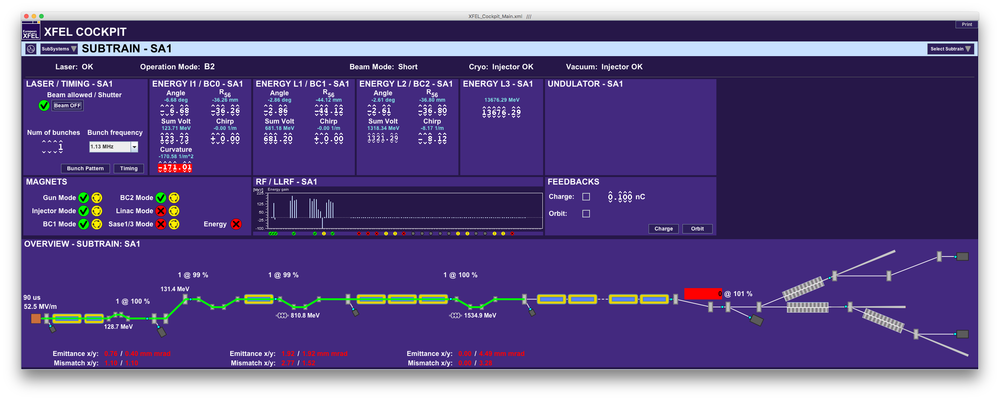 XFEL_Cockpit_Main.xml ///
European
XFEL
XFEL COCKPIT
Print
SubSystems
SUBTRAIN - SA1
Select Subtrain
Laser: OK
Operation Mode: B2
Beam Mode: Short
Cryo: Injector OK
Vacuum: Injector OK
LASER / TIMING - SA1
Beam allowed / Shutter
Beam OFF
Num of bunches
Bunch frequency
1
1.13 MHz
Bunch Pattern
Timing
ENERGY I1 / BC0 - SA1
Angle
R56
-6.68 deg
-36.26 mm
- 6.68
-36.26
Sum Volt
Chirp
123.71 MeV
-0.00 1/m
123.73
+ 0.00
Curvature
-170.58 1/m^2
-171.01
ENERGY L1 / BC1 - SA1
Angle
R56
-2.86 deg
-44.12 mm
-2.86
-44.12
Sum Volt
Chirp
681.18 MeV
-0.00 1/m
681.20
+ 0.00
ENERGY L2 / BC2 - SA1
Angle
R56
-2.61 deg
-36.80 mm
-2.61
-36.80
Sum Volt
Chirp
1318.34 MeV
-8.17 1/m
1321.29
- 8.12
ENERGY L3 - SA1
13676.29 MeV
13676.29
UNDULATOR - SA1
MAGNETS
Gun Mode
BC2 Mode
Injector Mode
Linac Mode
BC1 Mode
Sase1/3 Mode
Energy
RF / LLRF - SA1
[MeV]
Energy gain
225.
125.
50.
-25.
-100.
FEEDBACKS
Charge:
0.100 nC
Orbit:
Charge
Orbit
OVERVIEW - SUBTRAIN: SA1
1 @ 99 %
1 @ 99 %
1 @ 100 %
131.4 MeV
0 @ 101 %
90 us
1 @ 100 %
52.5 MV/m
810.8 MeV
1534.9 MeV
128.7 MeV
Emittance x/y: 0.76 / 0.40 mm mrad
Mismatch x/y: 1.10 / 1.10
Emittance x/y: 1.92 / 1.92 mm mrad
Mismatch x/y: 2.77 / 1.52
Emittance x/y: 0.00 / 4.49 mm mrad
Mismatch x/y: 0.00 / 3.28